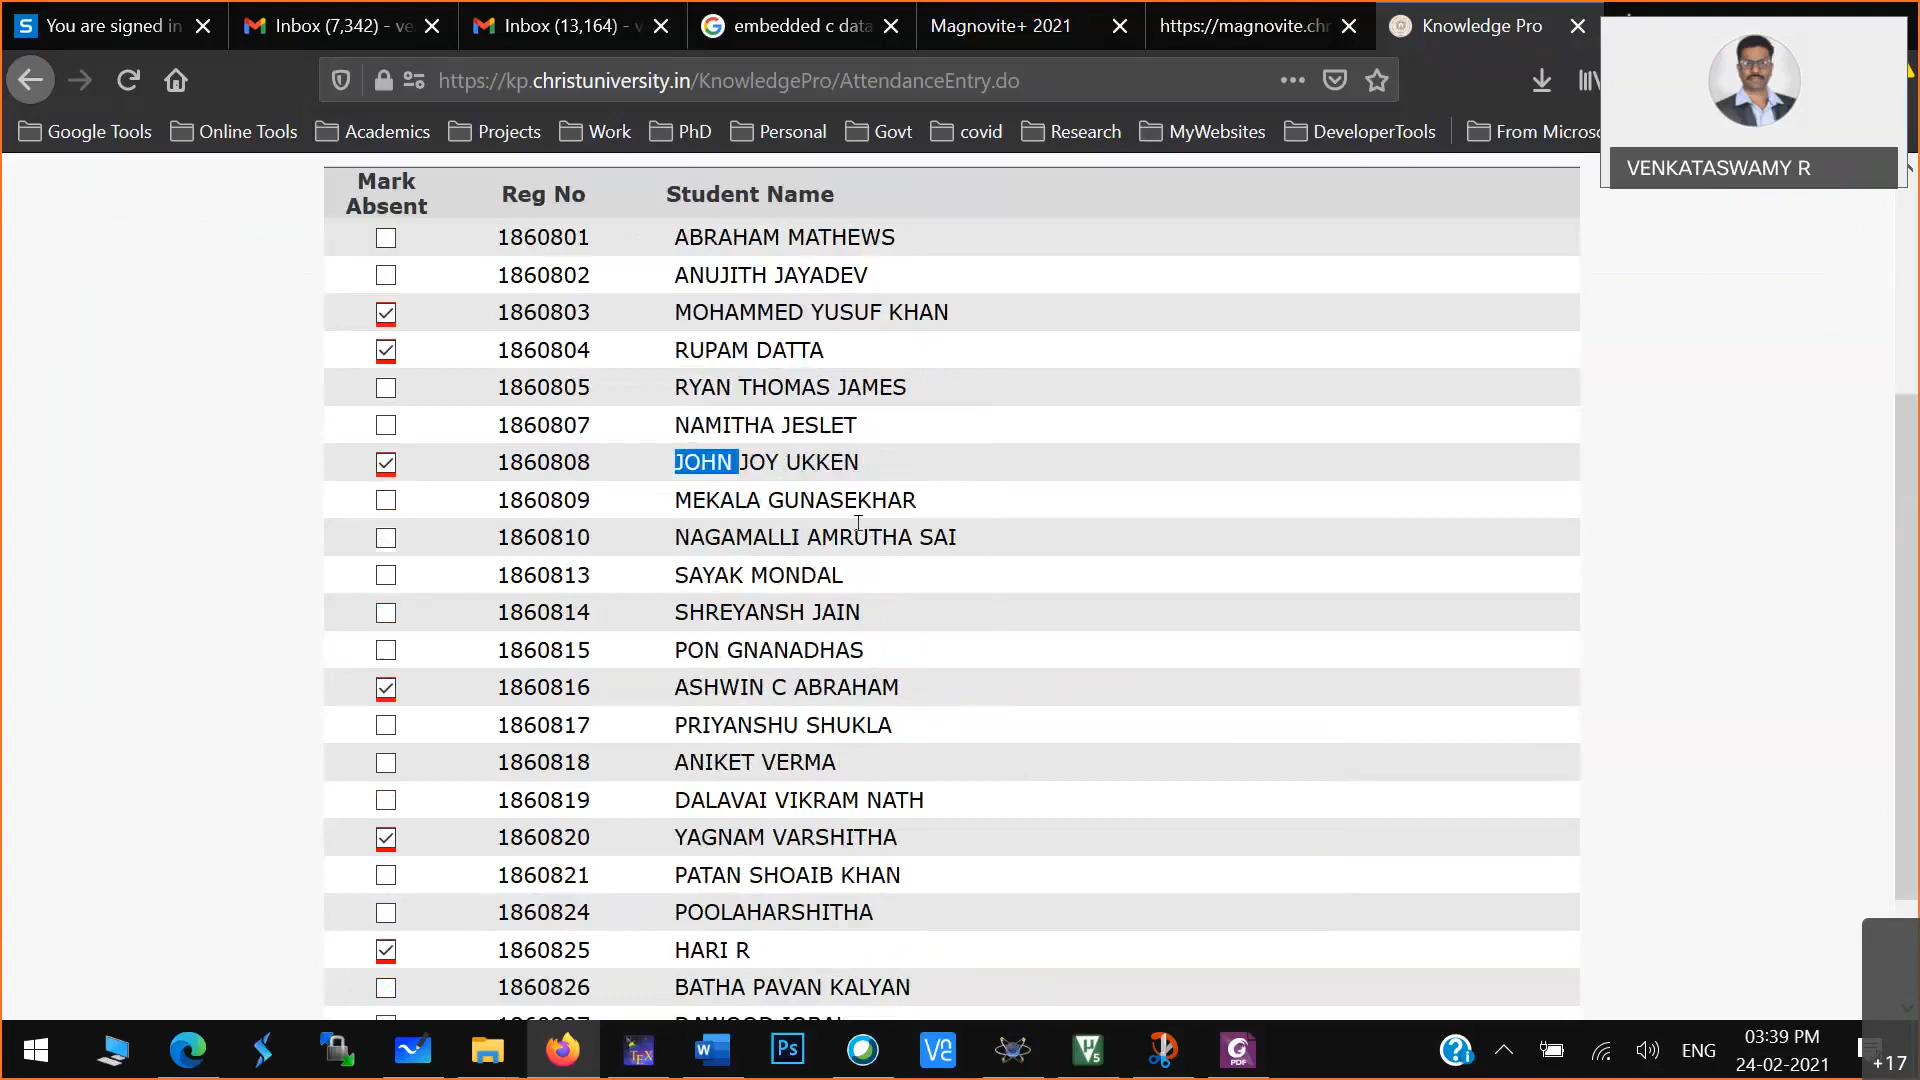 You are signed in
Inbox (7,342) - ve
Inbox (13,164) - v
embedded c data
Magnovite+ 2021
https://magnovite.chr
Knowledge Pro
https://kp.christuniversity.in/KnowledgePro/AttendanceEntry.do
Google Tools
Online Tools
Academics
Projects
Work
PhD
Personal
Govt
covid
Research
MyWebsites
DeveloperTools
From Microso
VENKATASWAMY R
Mark Absent Reg No Student Name
1860801 ABRAHAM MATHEWS
1860802 ANUJITH JAYADEV
1860803 MOHAMMED YUSUF KHAN
1860804 RUPAM DATTA
1860805 RYAN THOMAS JAMES
1860807 NAMITHA JESLET
1860808 JOHN JOY UKKEN
1860809 MEKALA GUNASEKHAR
1860810 NAGAMALLI AMRUTHA SAI
1860813 SAYAK MONDAL
1860814 SHREYANSH JAIN
1860815 PON GNANADHAS
1860816 ASHWIN C ABRAHAM
1860817 PRIYANSHU SHUKLA
1860818 ANIKET VERMA
1860819 DALAVAI VIKRAM NATH
1860820 YAGNAM VARSHITHA
1860821 PATAN SHOAIB KHAN
1860824 POOLAHARSHITHA
1860825 HARI R
1860826 BATHA PAVAN KALYAN
ENG
03:39 PM
24-02-2021
+17